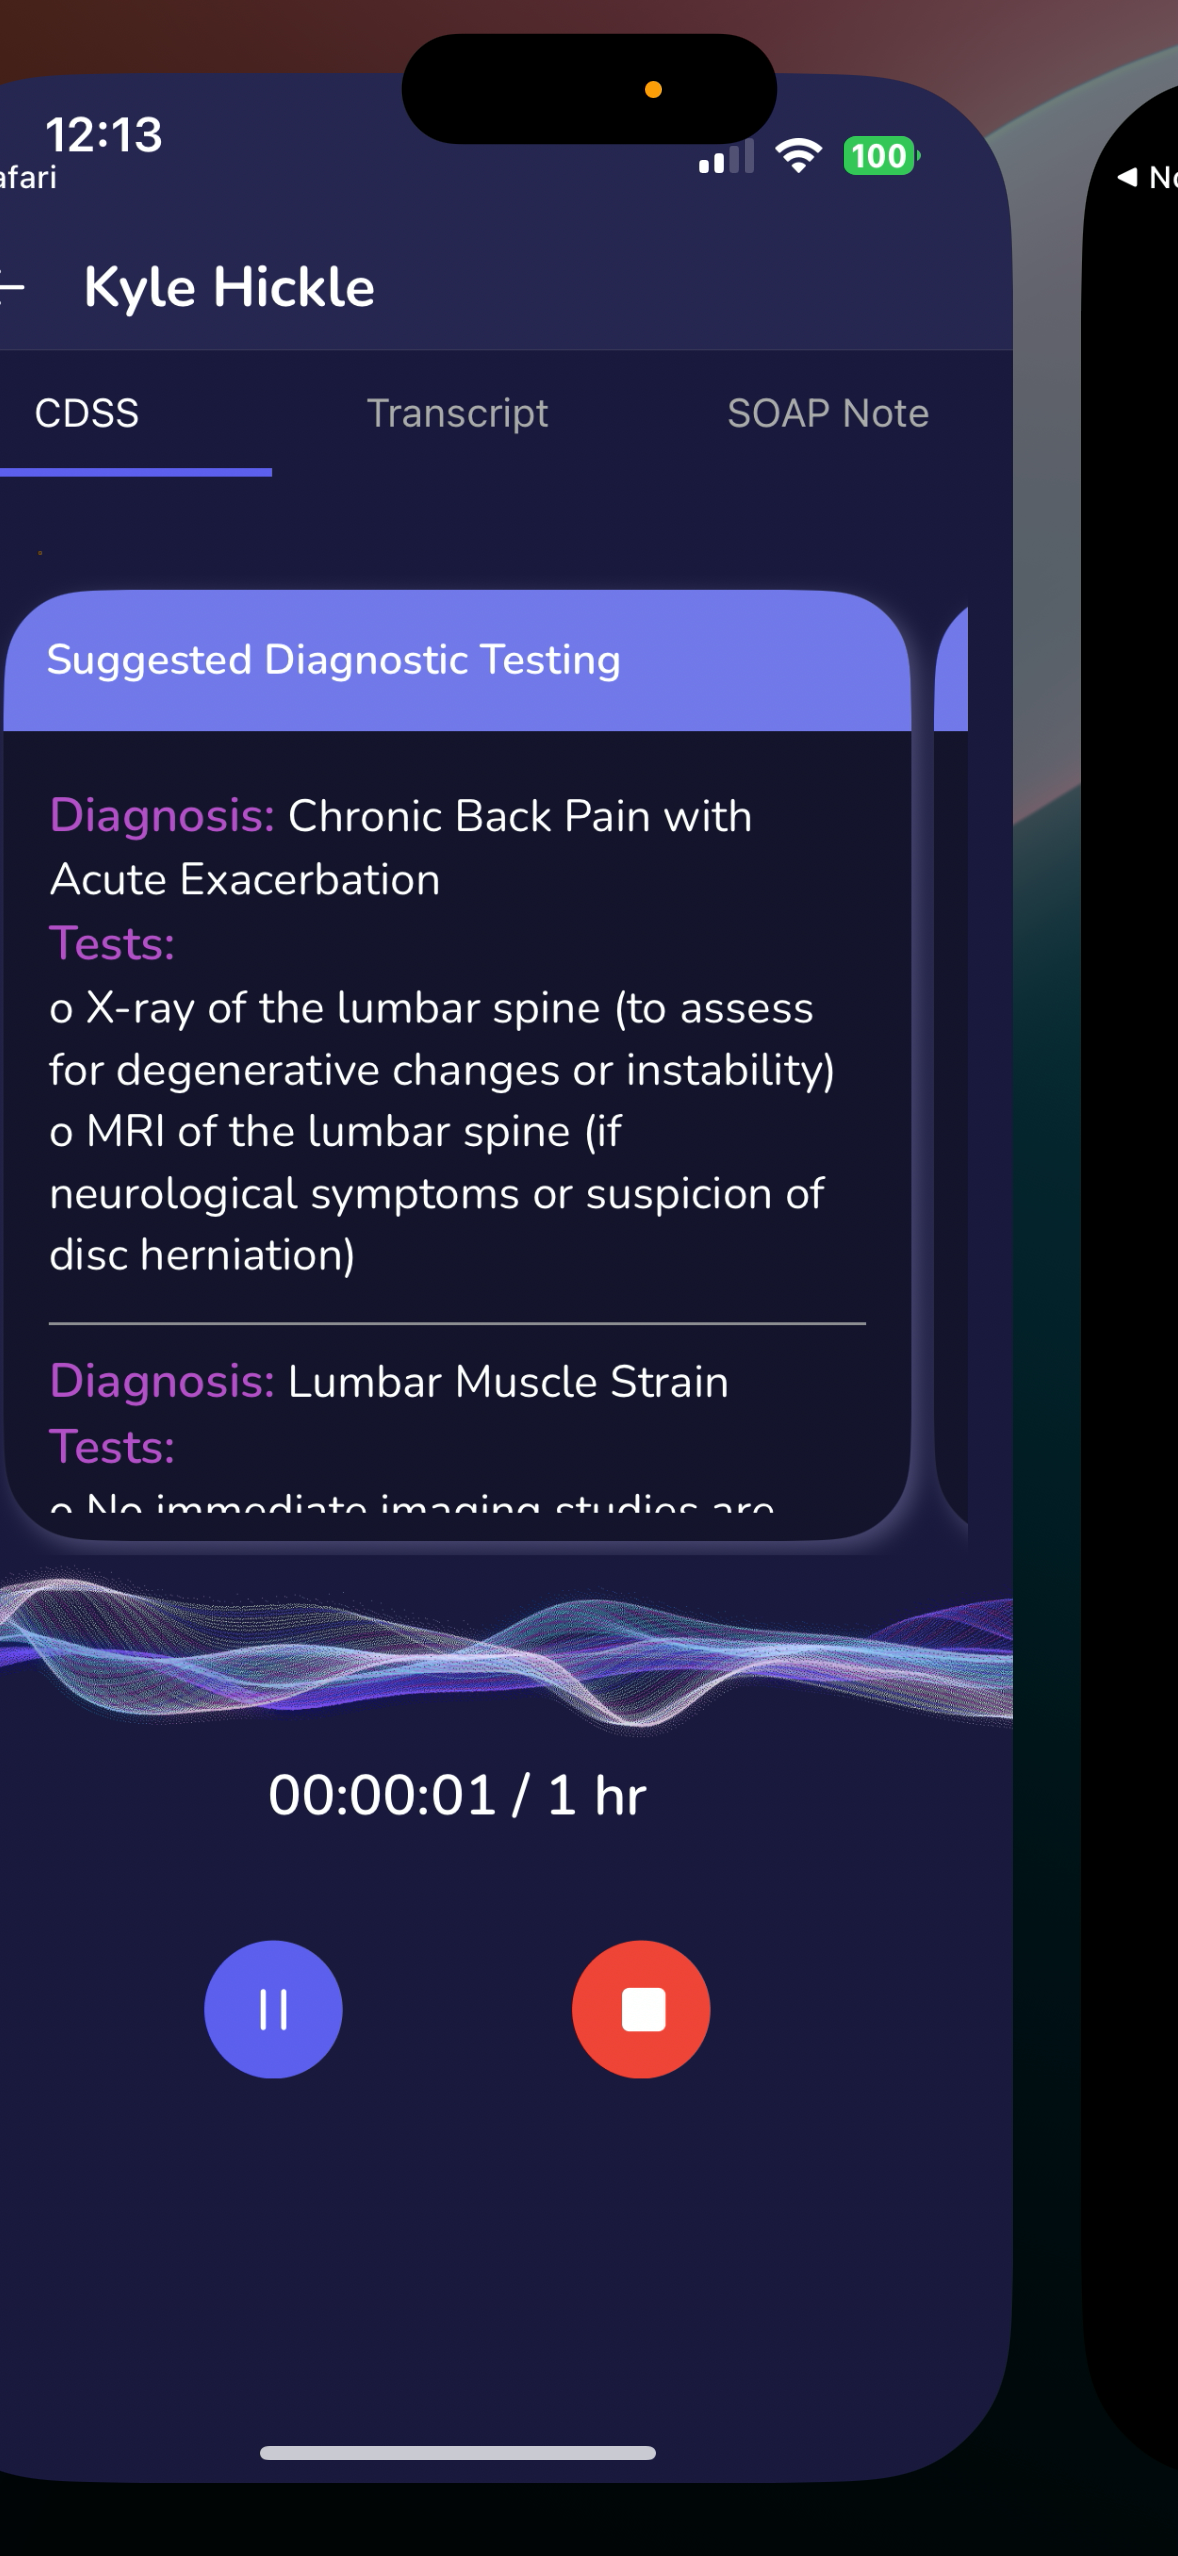 12:13
afari
100
No
Kyle Hickle
CDSS Transcript SOAP Note
Suggested Diagnostic Testing
Diagnosis: Chronic Back Pain with
Acute Exacerbation
Tests:
o X-ray of the lumbar spine (to assess
for degenerative changes or instability)
o MRI of the lumbar spine (if
neurological symptoms or suspicion of
disc herniation)
Diagnosis: Lumbar Muscle Strain
Tests:
o No immediate imaging studies are
00:00:01 / 1 hr